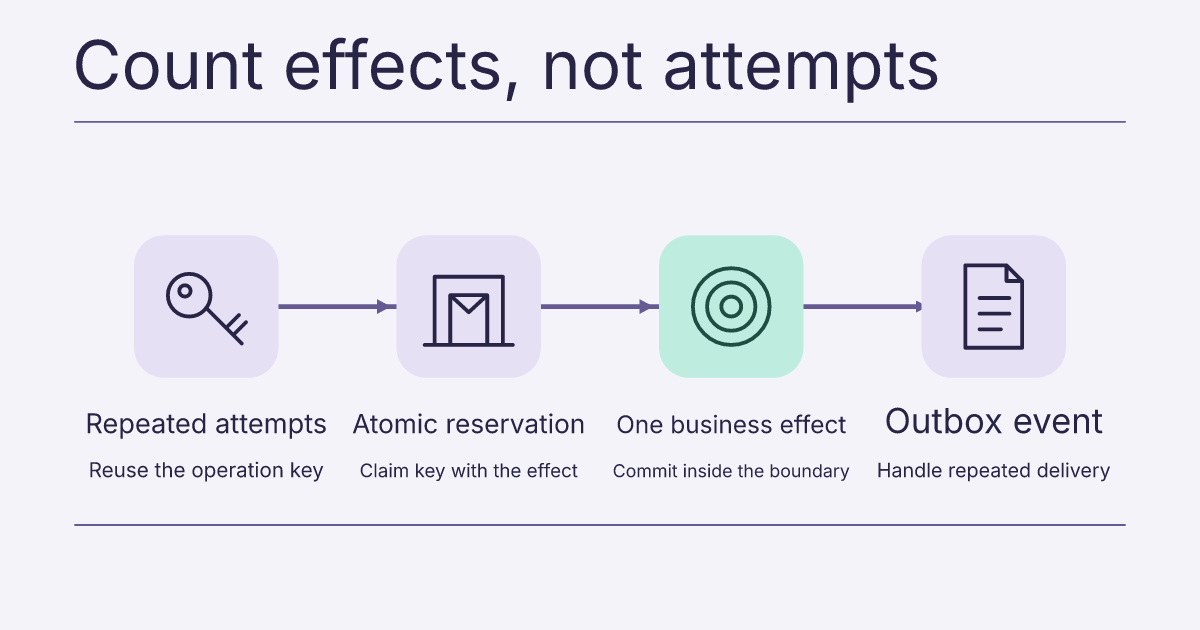 Count effects, not attempts
Repeated attempts
Reuse the operation key
Atomic reservation
Claim key with the effect
One business effect
Commit inside the boundary
Outbox event
Handle repeated delivery